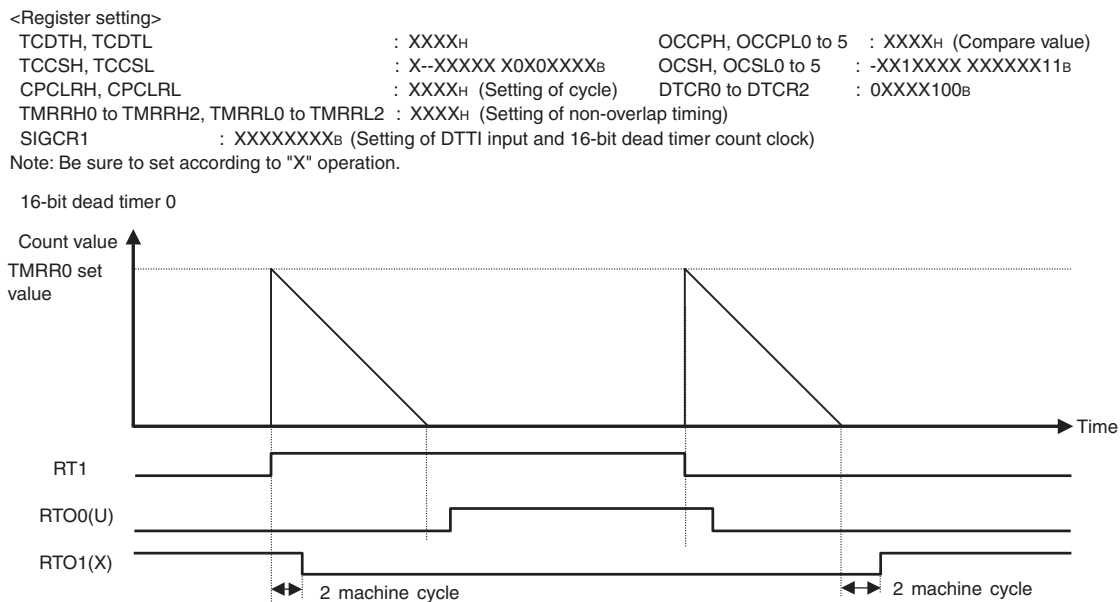 <Register setting>
TCDTH, TCDTL : XXXXH OCCPH, OCCPL0 to 5 : XXXXH (Compare value)
TCCSH, TCCSL : X--XXXXX X0X0XXXXB OCSH, OCSL0 to 5 : -XX1XXXX XXXXXX11B
CPCLRH, CPCLRL : XXXXH (Setting of cycle) DTCR0 to DTCR2 : 0XXXX100B
TMRRH0 to TMRRH2, TMRRL0 to TMRRL2 : XXXXH (Setting of non-overlap timing)
SIGCR1 : XXXXXXXXB (Setting of DTTI input and 16-bit dead timer count clock)
Note: Be sure to set according to "X" operation.
16-bit dead timer 0
Count value
TMRR0 set
value
Time
RT1
RTO0(U)
RTO1(X)
2 machine cycle
2 machine cycle